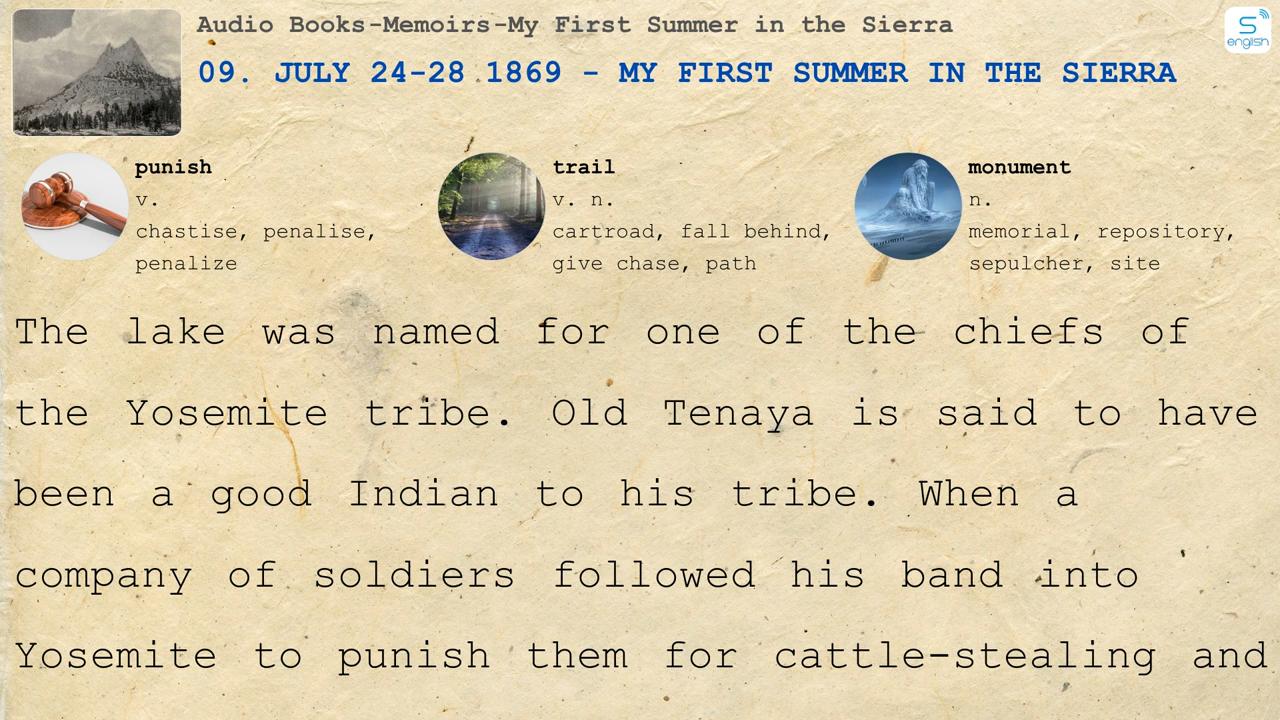 Audio Books-Memoirs-My First Summer in the Sierra
09. JULY 24-28 1869 - MY FIRST SUMMER IN THE SIERRA
S
english
punish
v.
chastise, penalise,
penalize
trail
v. n.
cartroad, fall behind,
give chase, path
monument
n.
memorial, repository,
sepulcher, site
The lake was named for one of the chiefs of
the Yosemite tribe. Old Tenaya is said to have
been a good Indian to his tribe. When a
company of soldiers followed his band into
Yosemite to punish them for cattle-stealing and